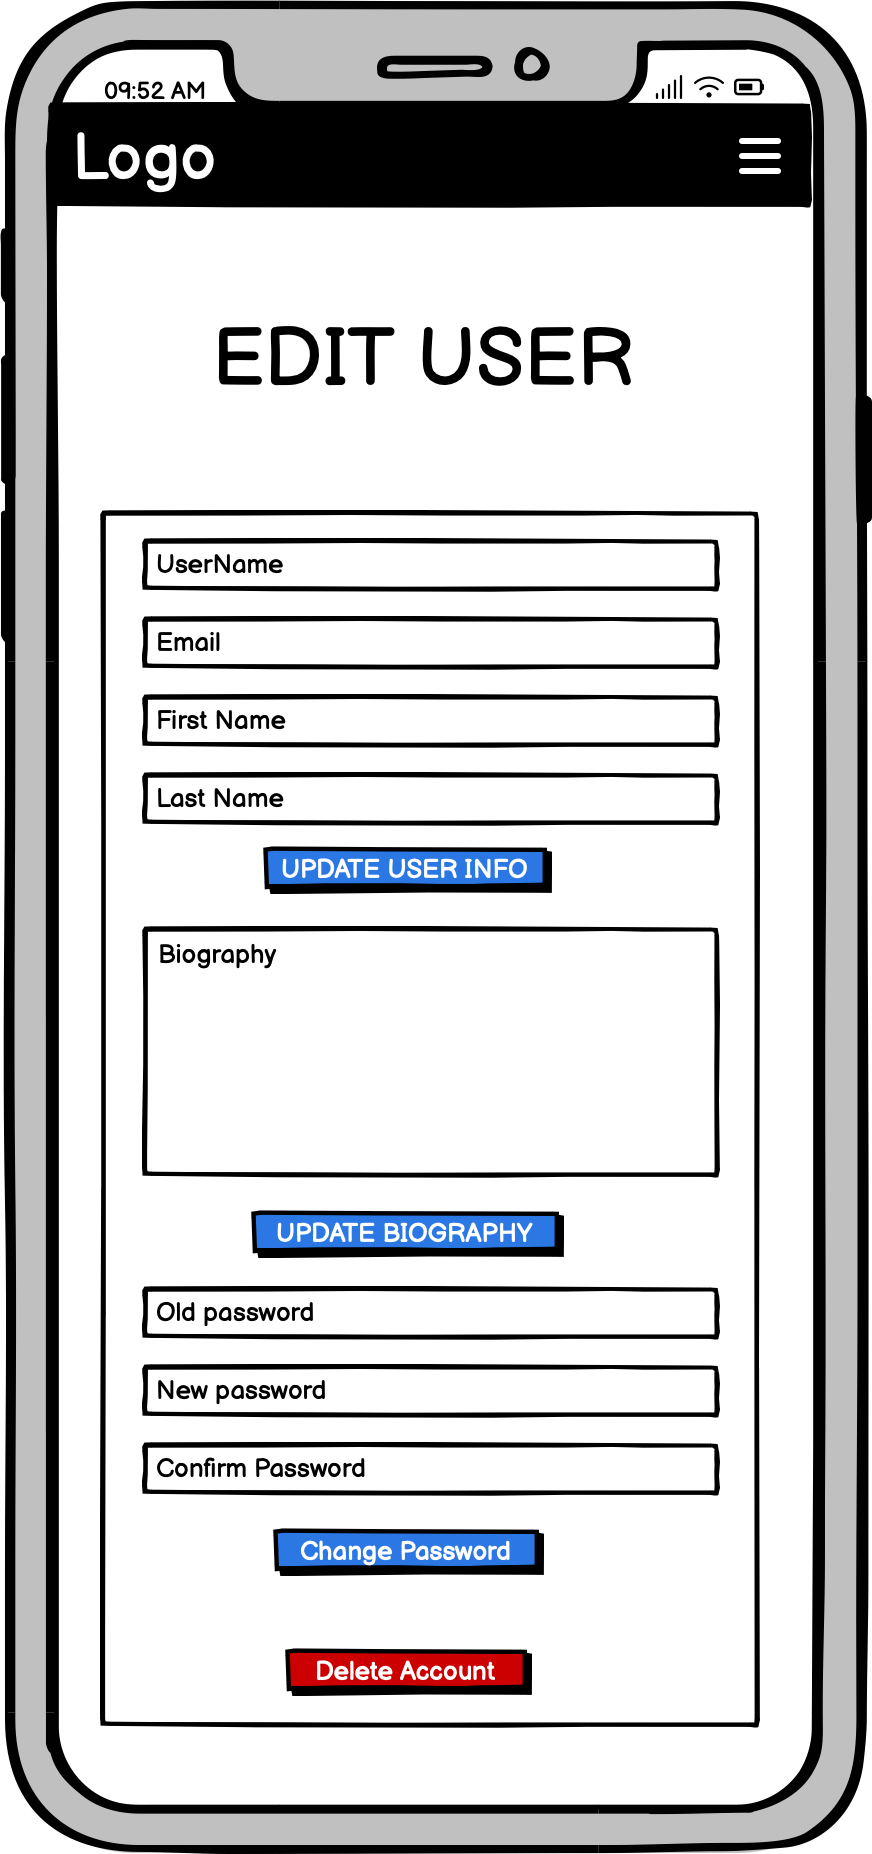 09:52 AM
Logo
EDIT USER
UserName
Email
First Name
Last Name
UPDATE USER INFO
Biography
UPDATE BIOGRAPHY
Old password
New password
Confirm Password
Change Password
Delete Account